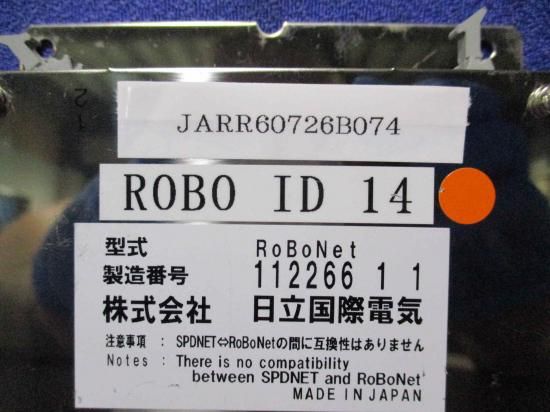 1
1
2
JARR60726B074
ROBO ID 14
型式 RoBoNet
製造番号 112266 1 1
株式会社 日立国際電気
注意事項 : SPDNET⇔RoBoNetの間に互換性はありません
Notes : There is no compatibility
between SPDNET and RoBoNet
MADE IN JAPAN